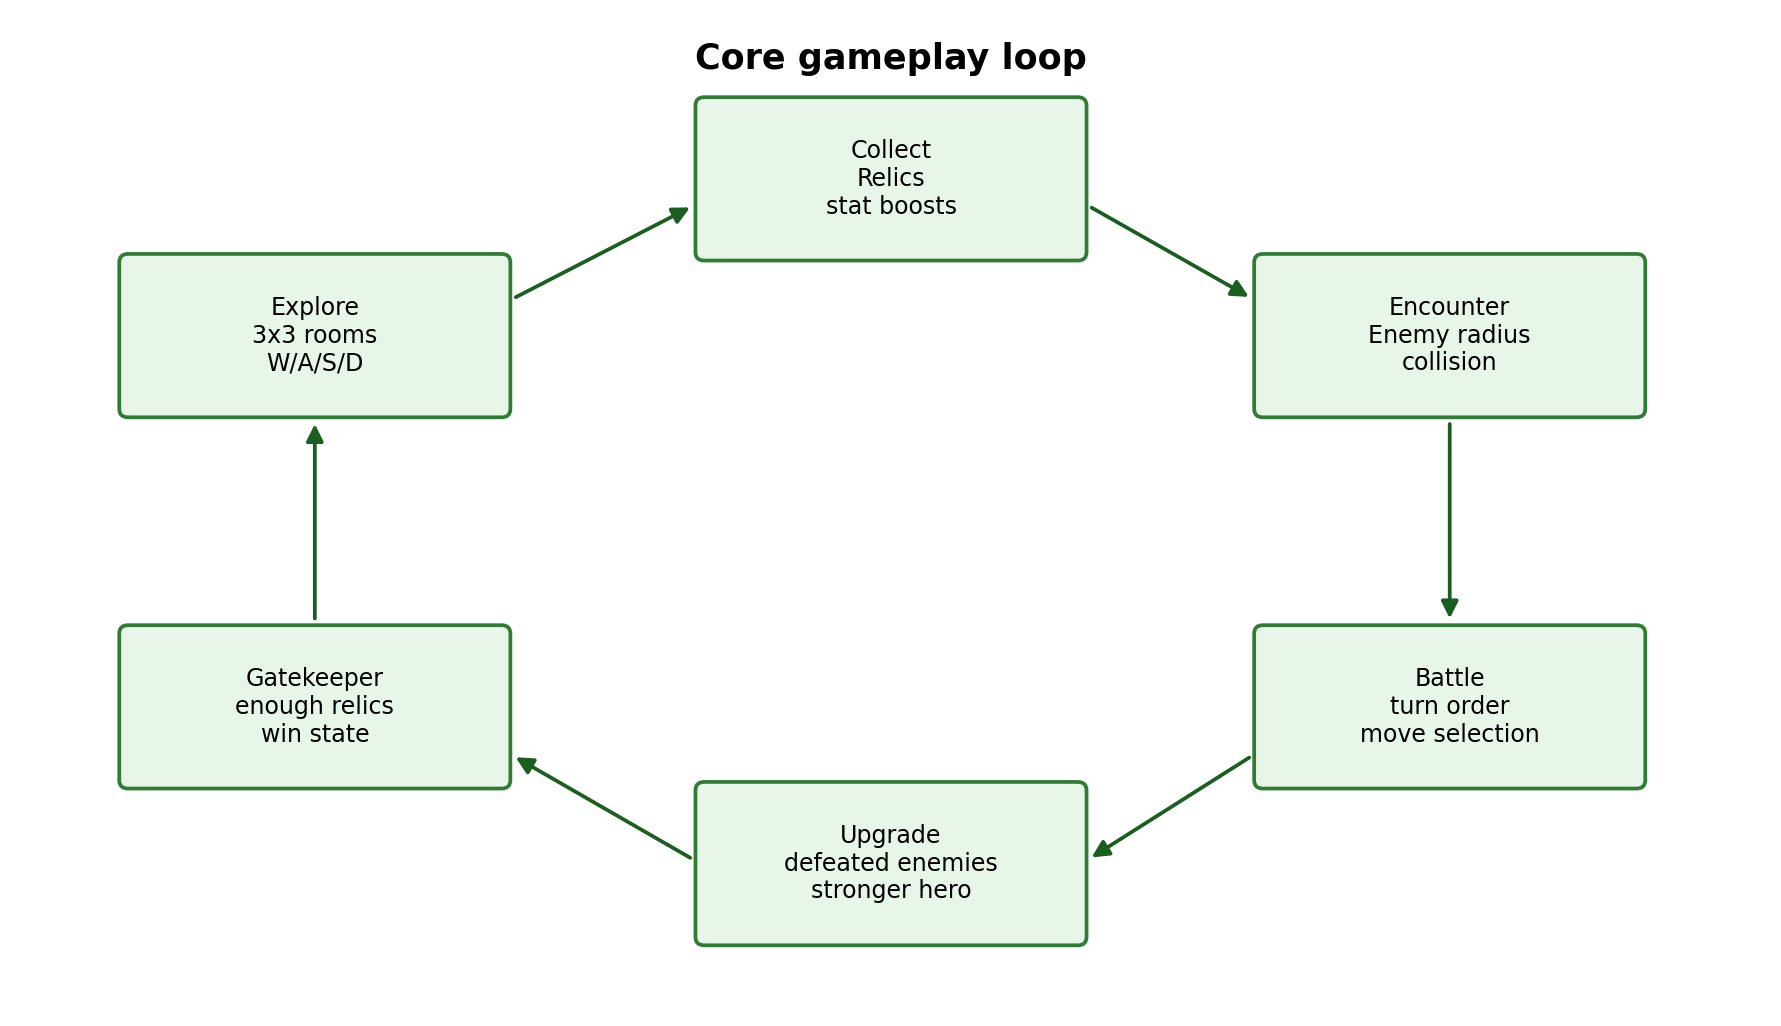 Core gameplay loop
Collect
Relics
stat boosts
Explore
3x3 rooms
W/A/S/D
Encounter
Enemy radius
collision
Gatekeeper
enough relics
win state
Battle
turn order
move selection
Upgrade
defeated enemies
stronger hero